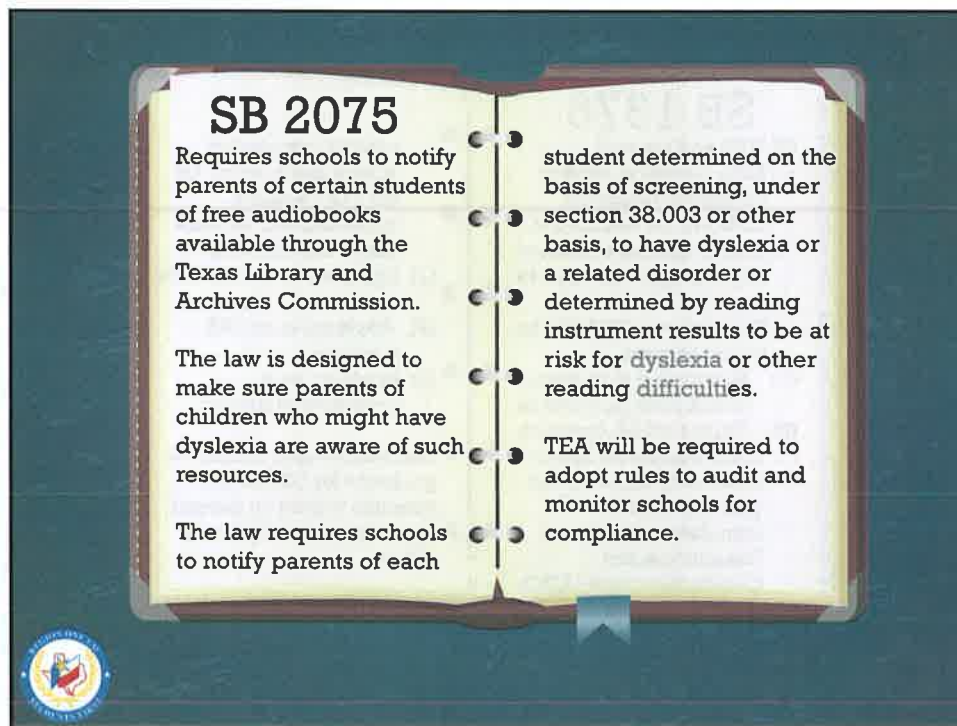 SB 2075
Requires schools to notify
parents of certain students
of free audiobooks
available through the
Texas Library and
Archives Commission.
The law is designed to
make sure parents of
children who might have
dyslexia are aware of such
resources.
The law requires schools
to notify parents of each
student determined on the
basis of screening, under
section 38.003 or other
basis, to have dyslexia or
a related disorder or
determined by reading
instrument results to be at
risk for dyslexia or other
reading difficulties.
TEA will be required to
adopt rules to audit and
monitor schools for
compliance.